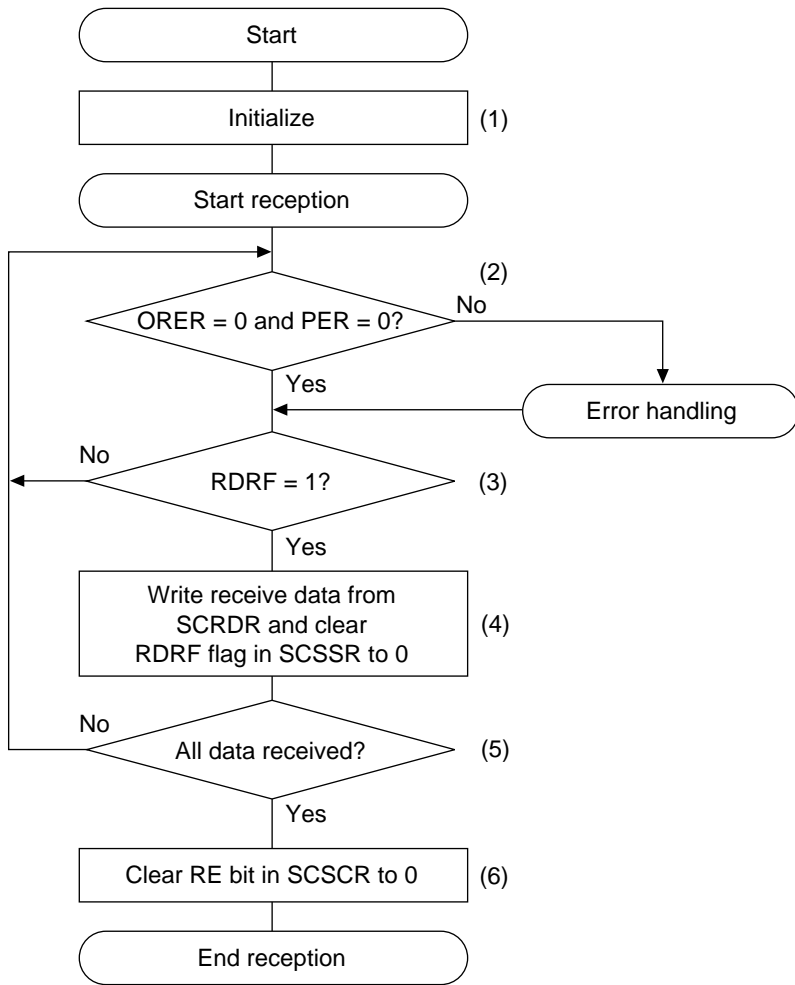 Start
Initialize
(1)
Start reception
(2)
ORER = 0 and PER = 0?
No
Yes
Error handling
No
RDRF = 1?
(3)
Yes
Write receive data from
SCRDR and clear
RDRF flag in SCSSR to 0
(4)
No
All data received?
(5)
Yes
Clear RE bit in SCSCR to 0
(6)
End reception